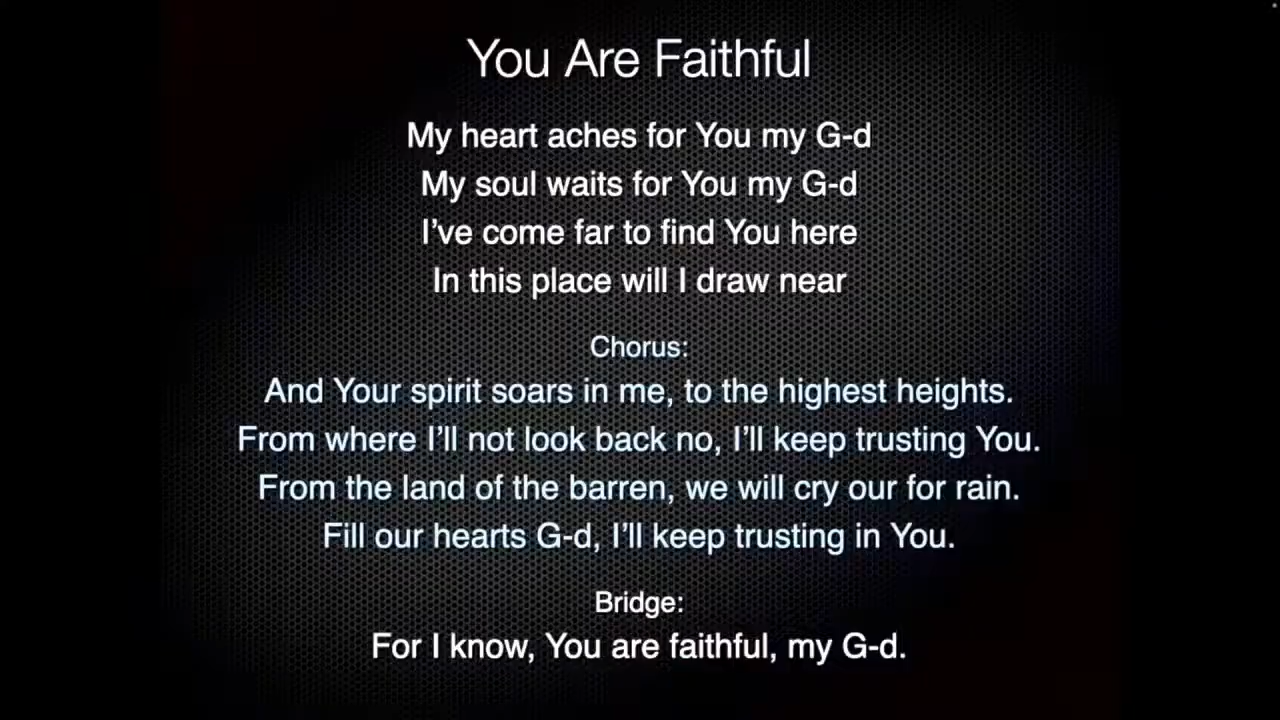 You Are Faithful
My heart aches for You my G-d
My soul waits for You my G-d
I’ve come far to find You here
In this place will I draw near
Chorus:
And Your spirit soars in me, to the highest heights.
From where I’ll not look back no, I’ll keep trusting You.
From the land of the barren, we will cry our for rain.
Fill our hearts G-d, I’ll keep trusting in You.
Bridge:
For I know, You are faithful, my G-d.